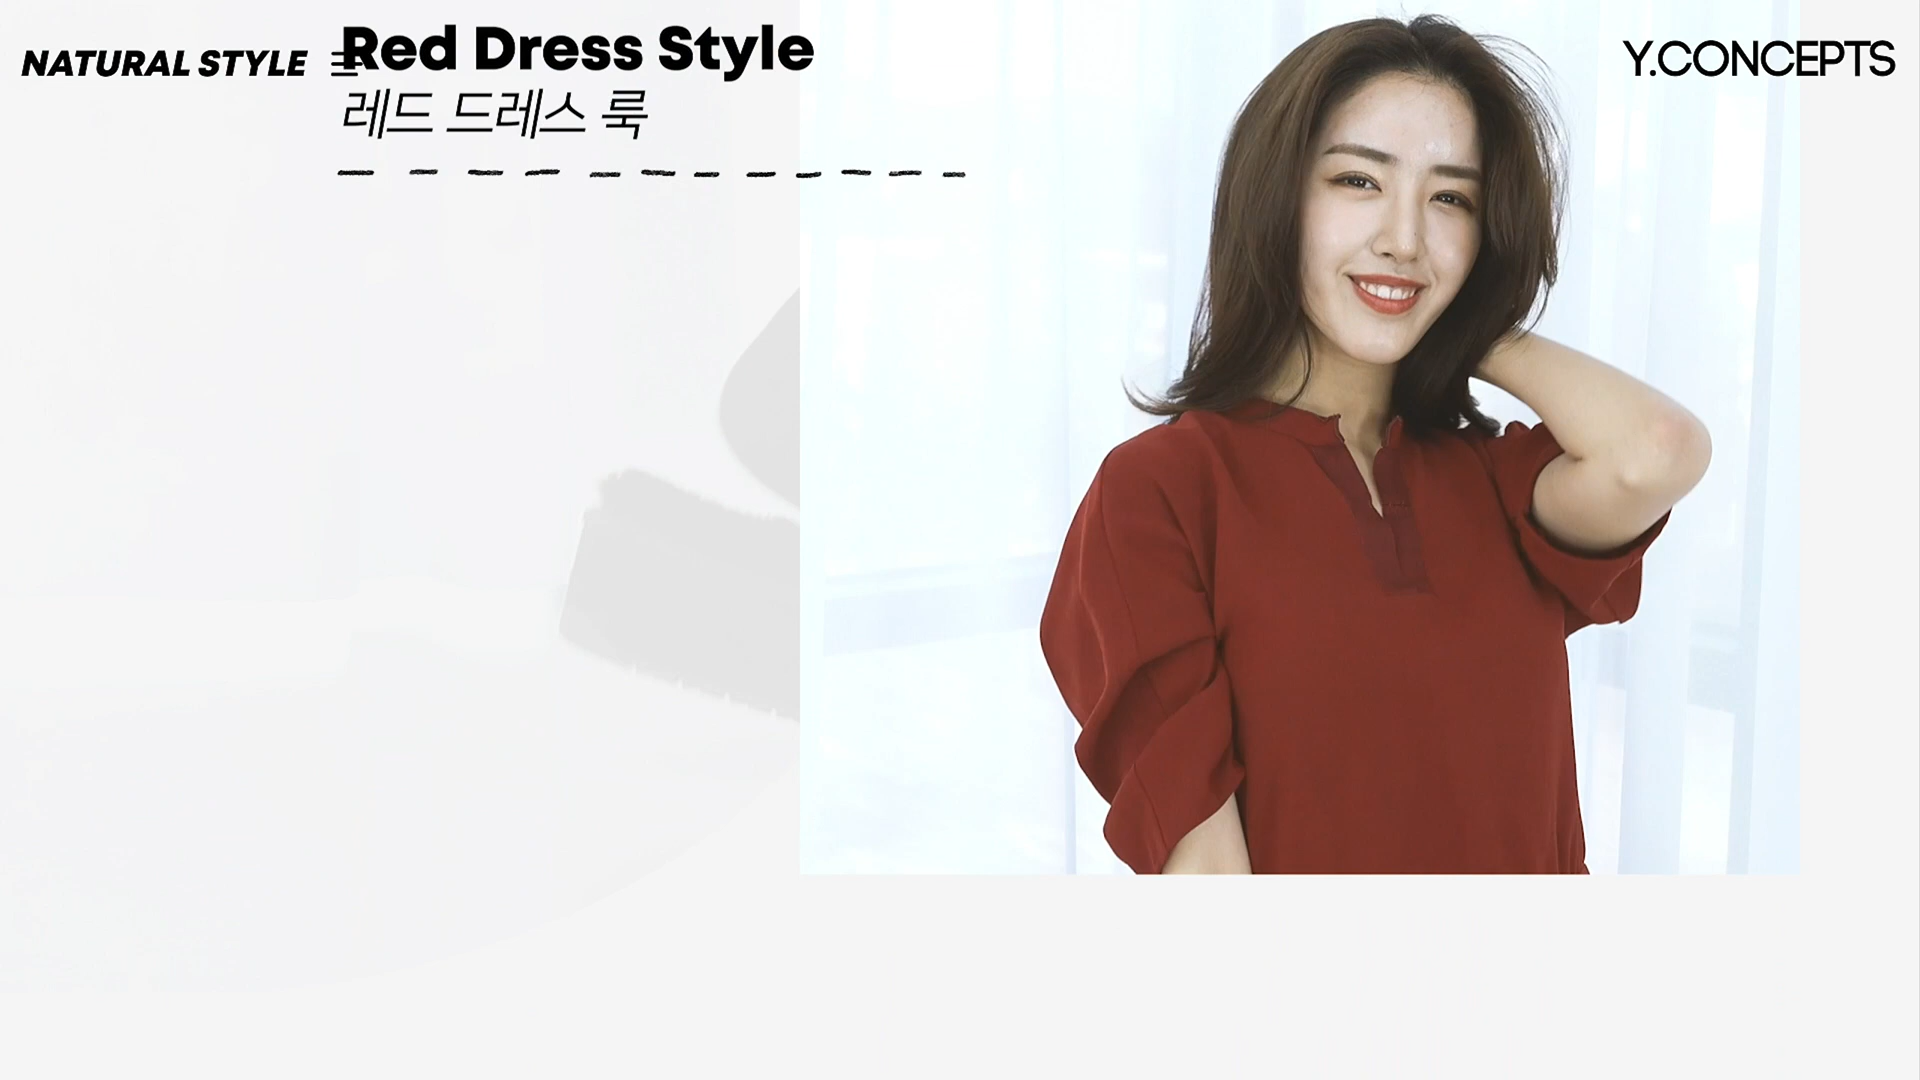 NATURAL STYLE
Red Dress Style
레드 드레스 룩
Y.CONCEPTS